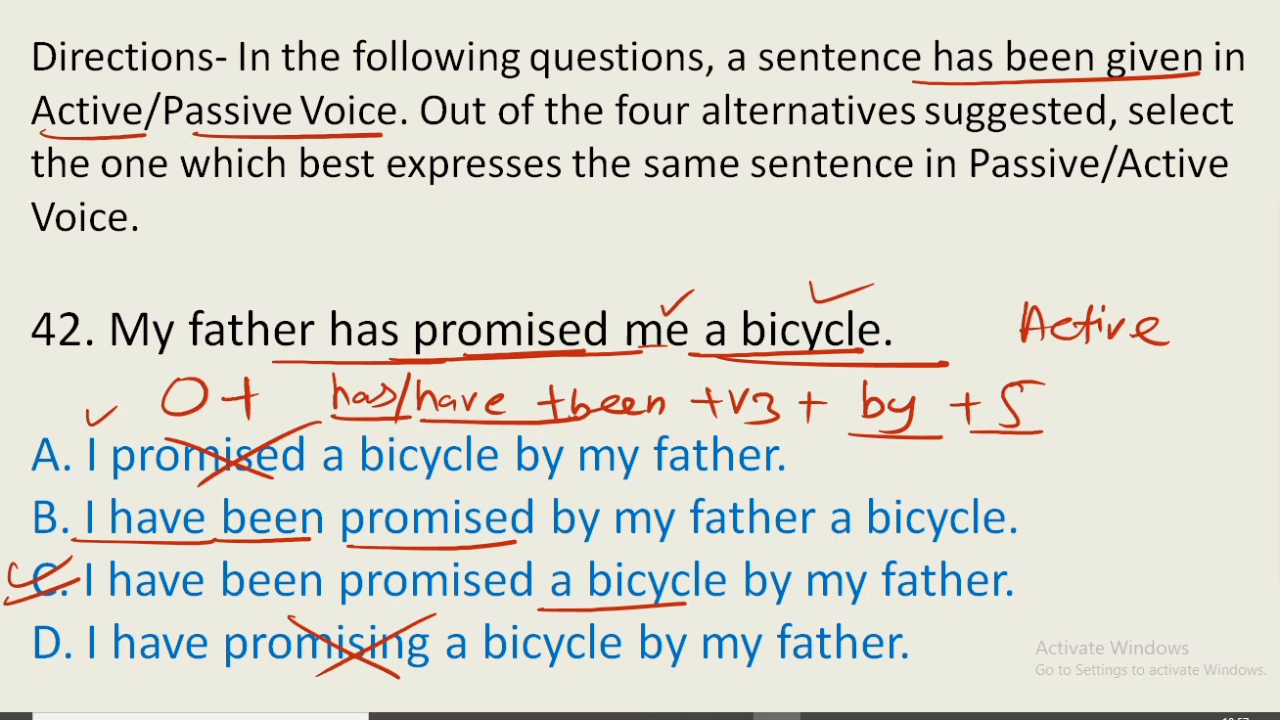 Directions- In the following questions, a sentence has been given in
Active/Passive Voice. Out of the four alternatives suggested, select
the one which best expresses the same sentence in Passive/Active
Voice.
42. My father has promised me a bicycle. Active
O + has/have + been + v3 + by + S
A. I promised a bicycle by my father.
B. I have been promised by my father a bicycle.
C. I have been promised a bicycle by my father.
D. I have promising a bicycle by my father.
Activate Windows
Go to Settings to activate Windows.